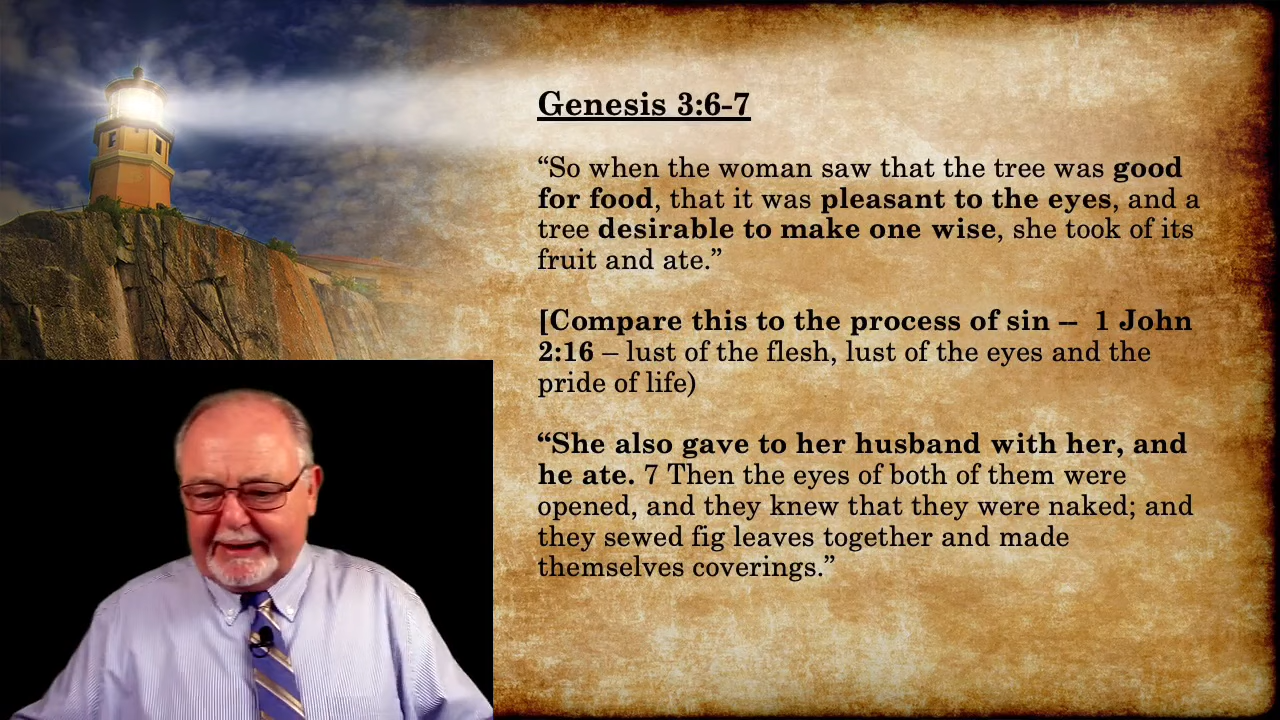 Genesis 3:6-7
“So when the woman saw that the tree was good
for food, that it was pleasant to the eyes, and a
tree desirable to make one wise, she took of its
fruit and ate.”
[Compare this to the process of sin –  1 John
2:16 – lust of the flesh, lust of the eyes and the
pride of life)
“She also gave to her husband with her, and
he ate. 7 Then the eyes of both of them were
opened, and they knew that they were naked; and
they sewed fig leaves together and made
themselves coverings.”